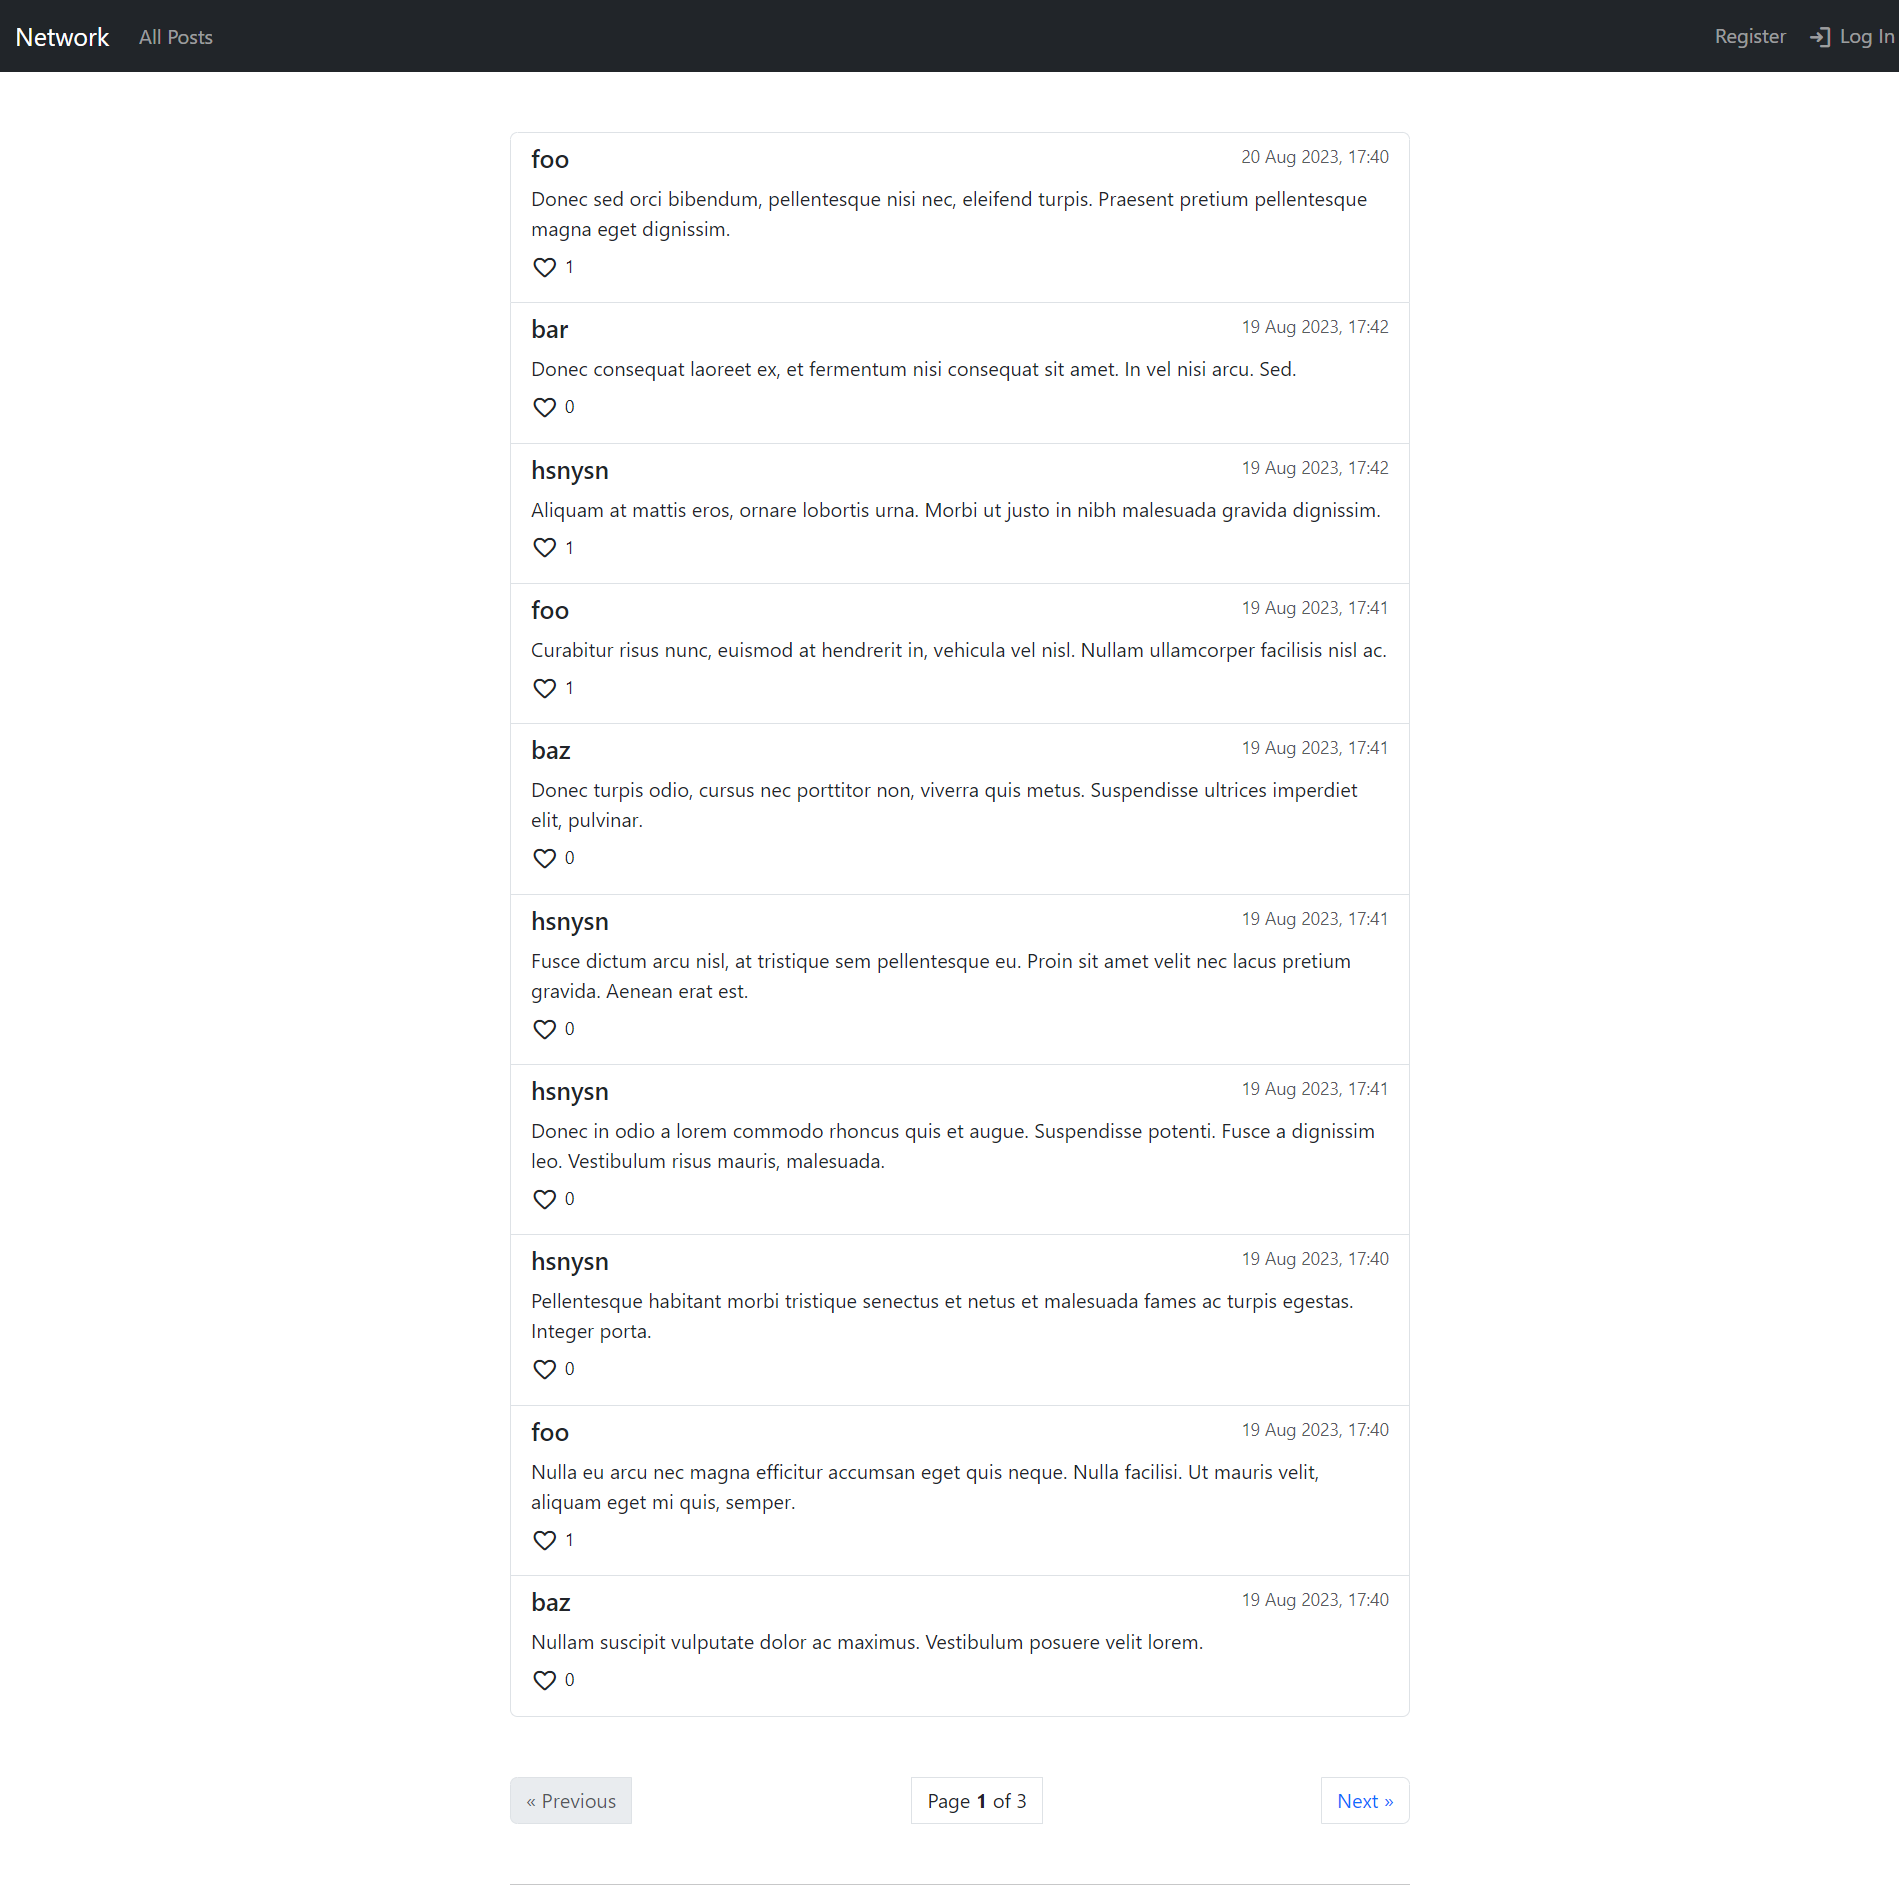 Network All Posts Register Log In
foo 20 Aug 2023, 17:40
Donec sed orci bibendum, pellentesque nisi nec, eleifend turpis. Praesent pretium pellentesque
magna eget dignissim.
1
bar 19 Aug 2023, 17:42
Donec consequat laoreet ex, et fermentum nisi consequat sit amet. In vel nisi arcu. Sed.
0
hsnysn 19 Aug 2023, 17:42
Aliquam at mattis eros, ornare lobortis urna. Morbi ut justo in nibh malesuada gravida dignissim.
1
foo 19 Aug 2023, 17:41
Curabitur risus nunc, euismod at hendrerit in, vehicula vel nisl. Nullam ullamcorper facilisis nisl ac.
1
baz 19 Aug 2023, 17:41
Donec turpis odio, cursus nec porttitor non, viverra quis metus. Suspendisse ultrices imperdiet
elit, pulvinar.
0
hsnysn 19 Aug 2023, 17:41
Fusce dictum arcu nisl, at tristique sem pellentesque eu. Proin sit amet velit nec lacus pretium
gravida. Aenean erat est.
0
hsnysn 19 Aug 2023, 17:41
Donec in odio a lorem commodo rhoncus quis et augue. Suspendisse potenti. Fusce a dignissim
leo. Vestibulum risus mauris, malesuada.
0
hsnysn 19 Aug 2023, 17:40
Pellentesque habitant morbi tristique senectus et netus et malesuada fames ac turpis egestas.
Integer porta.
0
foo 19 Aug 2023, 17:40
Nulla eu arcu nec magna efficitur accumsan eget quis neque. Nulla facilisi. Ut mauris velit,
aliquam eget mi quis, semper.
1
baz 19 Aug 2023, 17:40
Nullam suscipit vulputate dolor ac maximus. Vestibulum posuere velit lorem.
0
« Previous Page 1 of 3 Next »